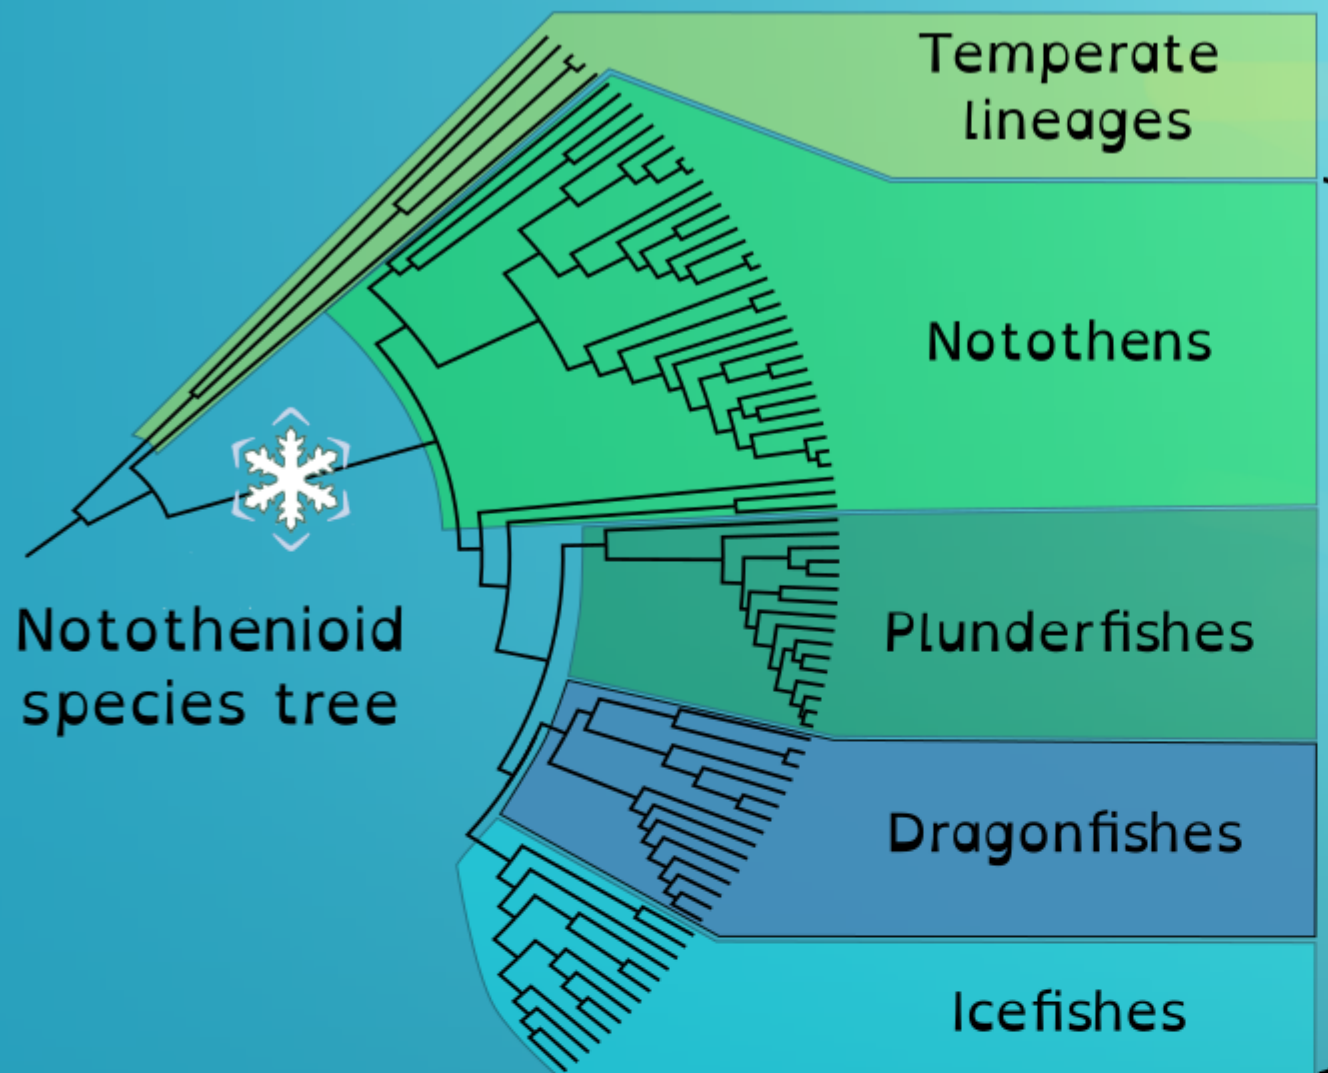 Temperate
lineages
Notothens
Notothenioid
species tree
Plunderfishes
Dragonfishes
Icefishes